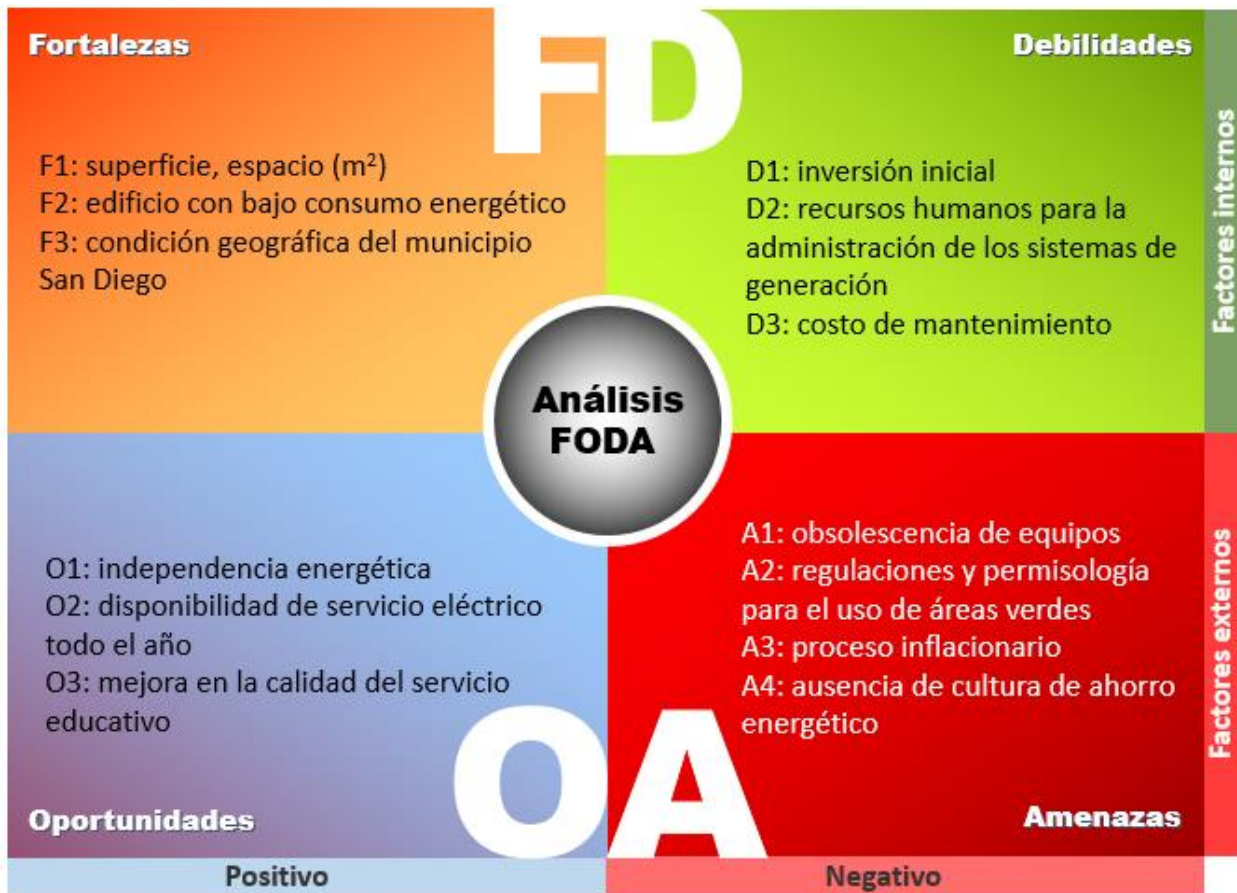 Fortalezas
F1: superficie, espacio (m²)
F2: edificio con bajo consumo energético
F3: condición geográfica del municipio
San Diego
F
D
Debilidades
D1: inversión inicial
D2: recursos humanos para la
administración de los sistemas de
generación
D3: costo de mantenimiento
Factores internos
Análisis
FODA
O1: independencia energética
O2: disponibilidad de servicio eléctrico
todo el año
O3: mejora en la calidad del servicio
educativo
Oportunidades
O
A
A1: obsolescencia de equipos
A2: regulaciones y permisología
para el uso de áreas verdes
A3: proceso inflacionario
A4: ausencia de cultura de ahorro
energético
Amenazas
Factores externos
Positivo
Negativo